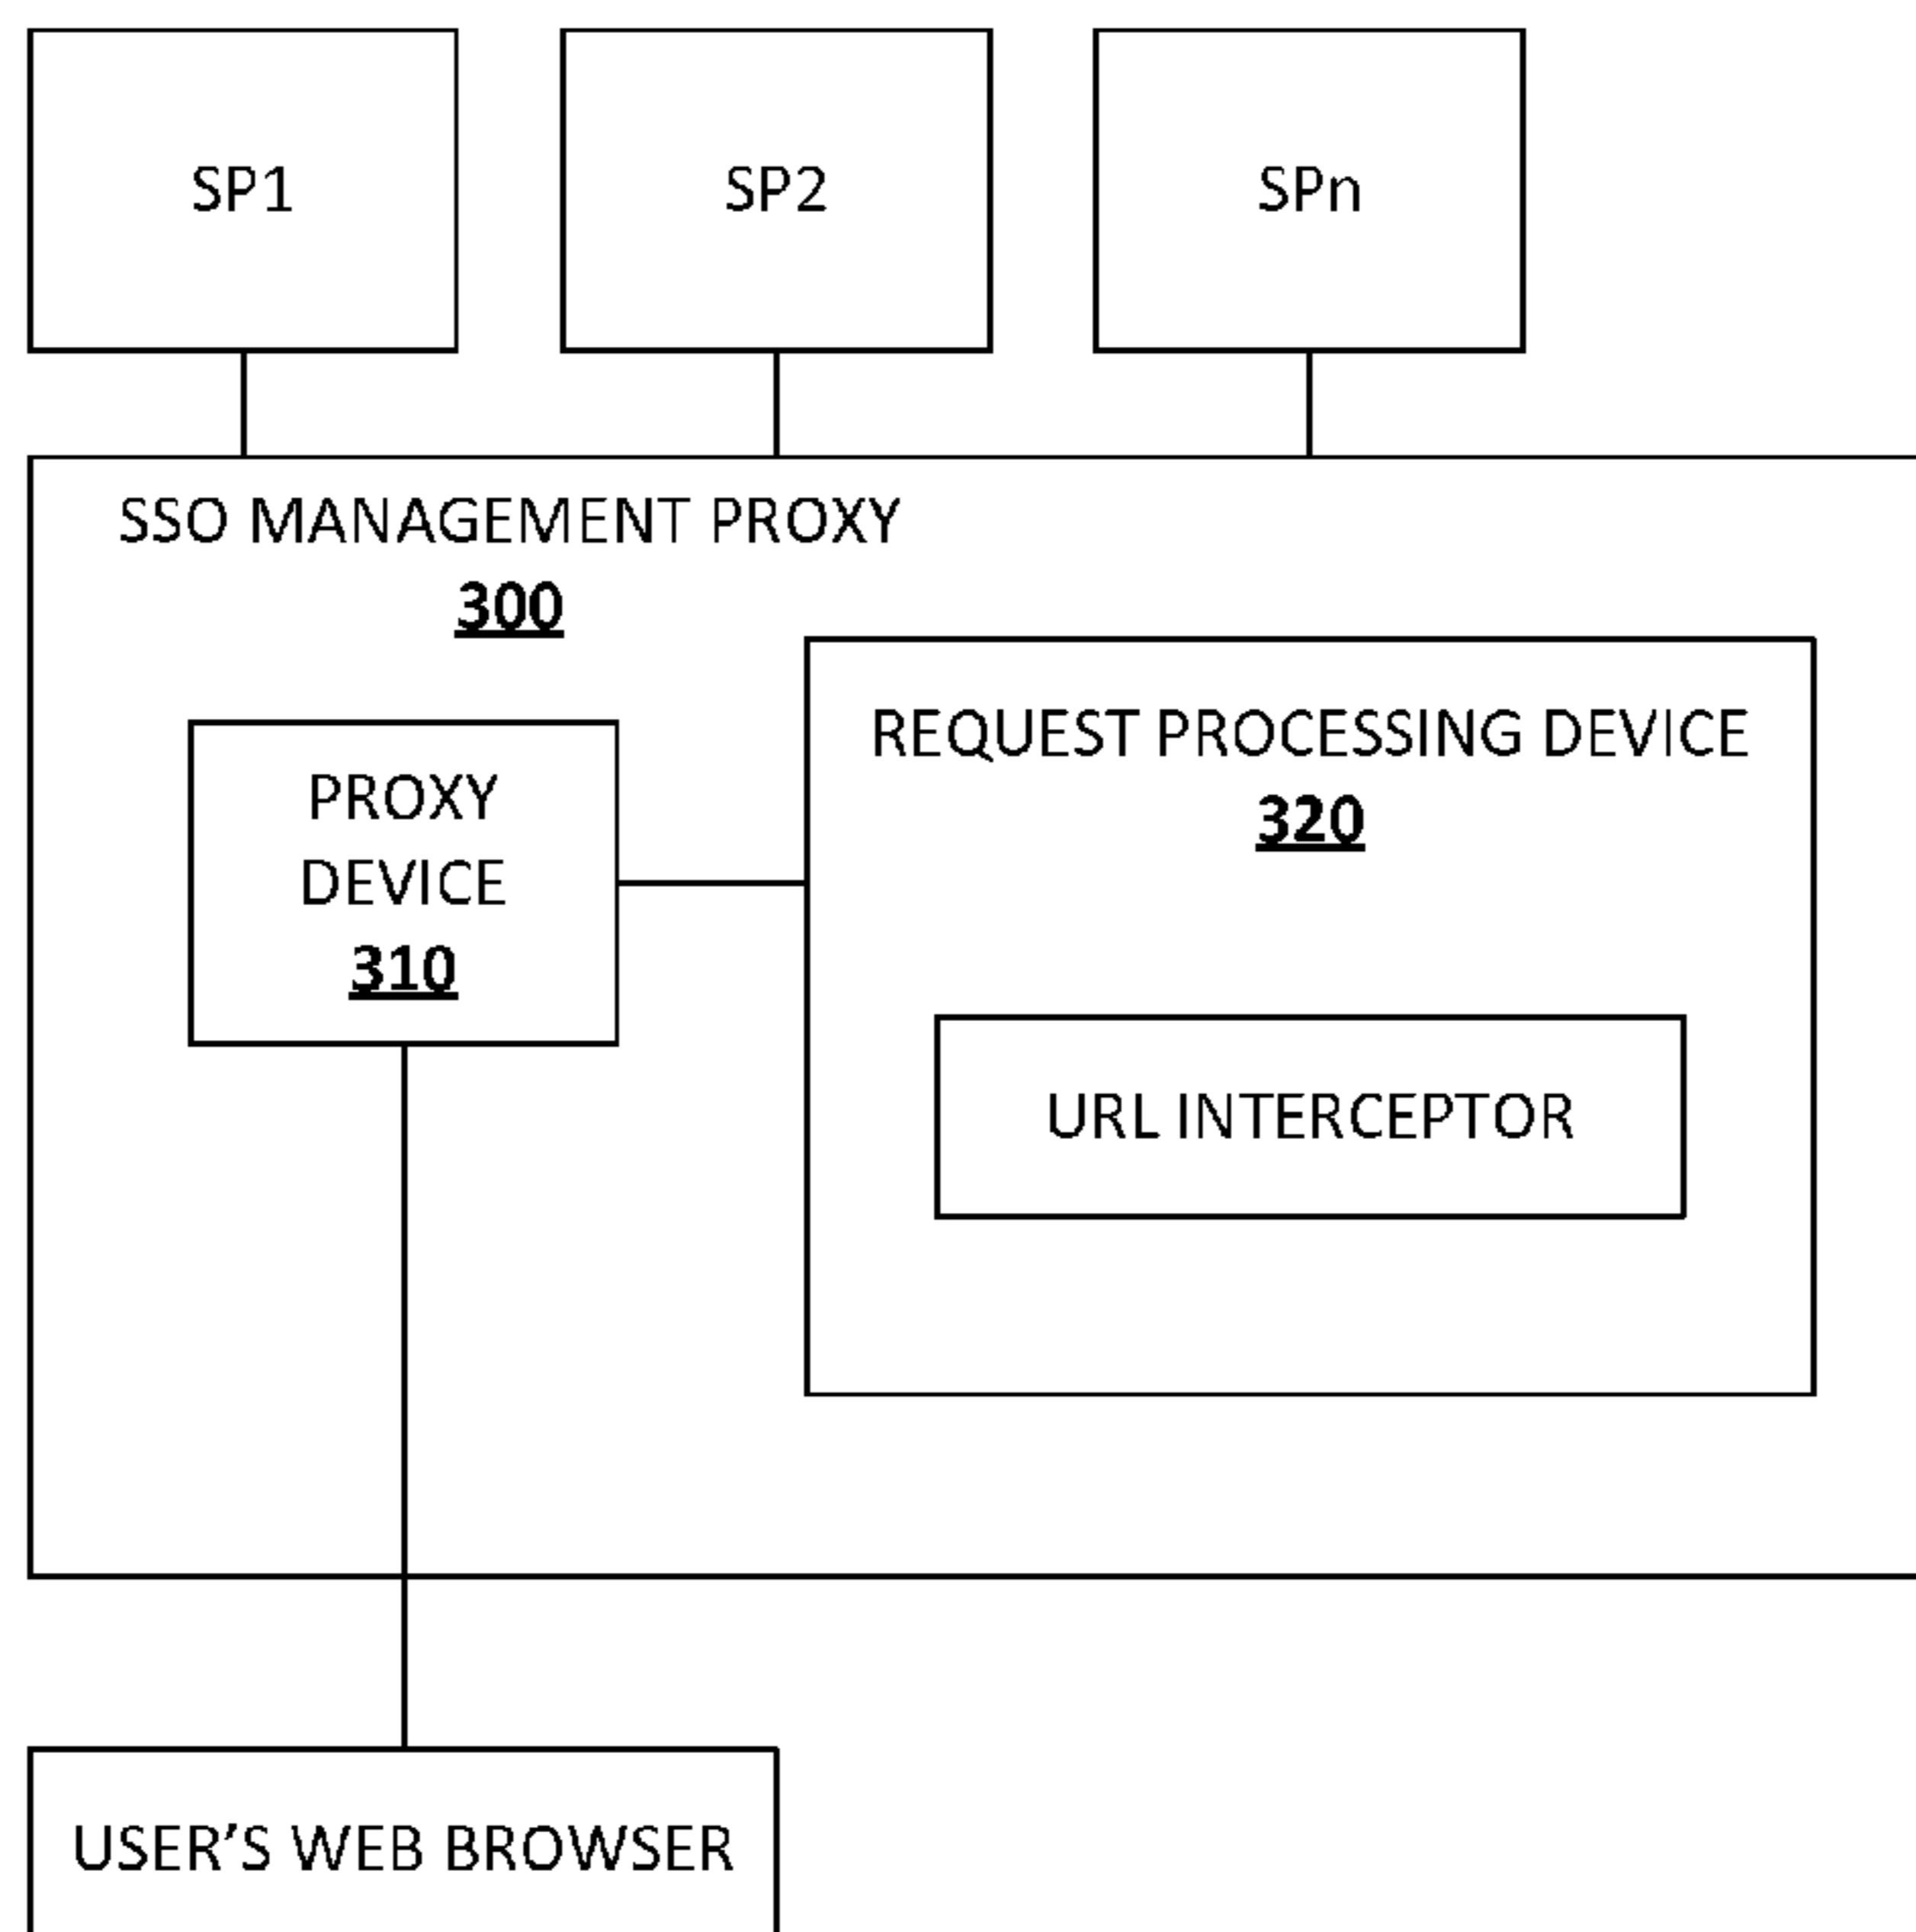 SP1
SP2
SPn
SSO MANAGEMENT PROXY
300
PROXY
DEVICE
310
REQUEST PROCESSING DEVICE
320
URL INTERCEPTOR
USER’S WEB BROWSER